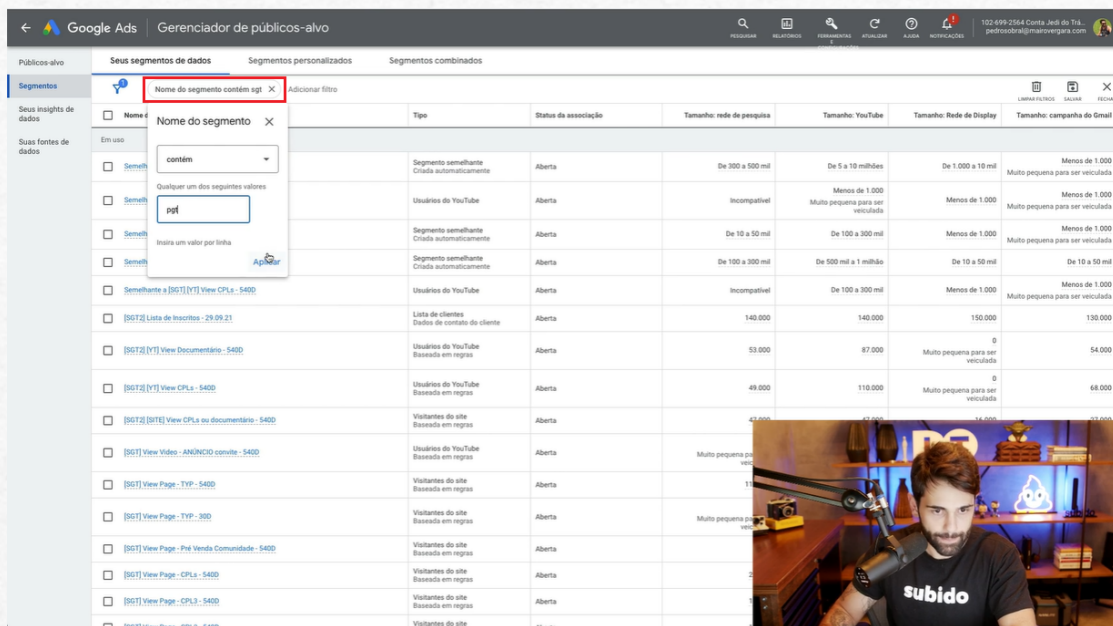 Google Ads
Gerenciador de públicos-alvo
PESQUISAR
RELATÓRIOS
FERRAMENTAS E
ATUALIZAR
AJUDA
NOTIFICAÇÕES
102-699-2564 Conta Jedi do Trá...
pedrosobral@mairovergara.com
Públicos-alvo
Segmentos
Seus insights de
dados
Suas fontes de
dados
Seus segmentos de dados
Segmentos personalizados
Segmentos combinados
1
Nome do segmento contém sgt
Adicionar filtro
LIMPAR FILTROS
SALVAR
FECHA
Nome d
Tipo
Status da associação
Tamanho: rede de pesquisa
Tamanho: YouTube
Tamanho: Rede de Display
Tamanho: campanha do Gmail
Nome do segmento
contém
Qualquer um dos seguintes valores
pgt
Insira um valor por linha
Aplicar
Em uso
Semelh
Segmento semelhante
Criada automaticamente
Aberta
De 300 a 500 mil
De 5 a 10 milhões
De 1.000 a 10 mil
Menos de 1.000
Muito pequena para ser veiculada
Semelh
Usuários do YouTube
Aberta
Incompatível
Menos de 1.000
Muito pequena para ser
veiculada
Menos de 1.000
Menos de 1.000
Muito pequena para ser veiculada
Semelh
Segmento semelhante
Criada automaticamente
Aberta
De 10 a 50 mil
De 100 a 300 mil
Menos de 1.000
Menos de 1.000
Muito pequena para ser veiculada
Semelh
Segmento semelhante
Criada automaticamente
Aberta
De 100 a 300 mil
De 500 mil a 1 milhão
De 10 a 50 mil
De 10 a 50 mil
Semelhante a [SGT] [YT] View CPLs - 540D
Usuários do YouTube
Aberta
Incompatível
De 100 a 300 mil
Menos de 1.000
Menos de 1.000
Muito pequena para ser veiculada
[SGT2] Lista de Inscritos - 29.09.21
Lista de clientes
Dados de contato do cliente
Aberta
140.000
140.000
150.000
130.000
[SGT2] [YT] View Documentário - 540D
Usuários do YouTube
Baseada em regras
Aberta
53.000
87.000
0
Muito pequena para ser
veiculada
54.000
[SGT2] [YT] View CPLs - 540D
Usuários do YouTube
Baseada em regras
Aberta
49.000
110.000
0
Muito pequena para ser
veiculada
68.000
[SGT2] [SITE] View CPLs ou documentário - 540D
Visitantes do site
Baseada em regras
Aberta
[SGT] View Video - ANÚNCIO convite - 540D
Usuários do YouTube
Baseada em regras
Aberta
Muito pequena pa
[SGT] View Page - TYP - 540D
Visitantes do site
Baseada em regras
Aberta
[SGT] View Page - TYP - 30D
Visitantes do site
Baseada em regras
Aberta
Muito pequena pa
[SGT] View Page - Pré Venda Comunidade - 540D
Visitantes do site
Baseada em regras
Aberta
[SGT] View Page - CPLs - 540D
Visitantes do site
Baseada em regras
Aberta
[SGT] View Page - CPL3 - 540D
Visitantes do site
Baseada em regras
Aberta
subido
subido